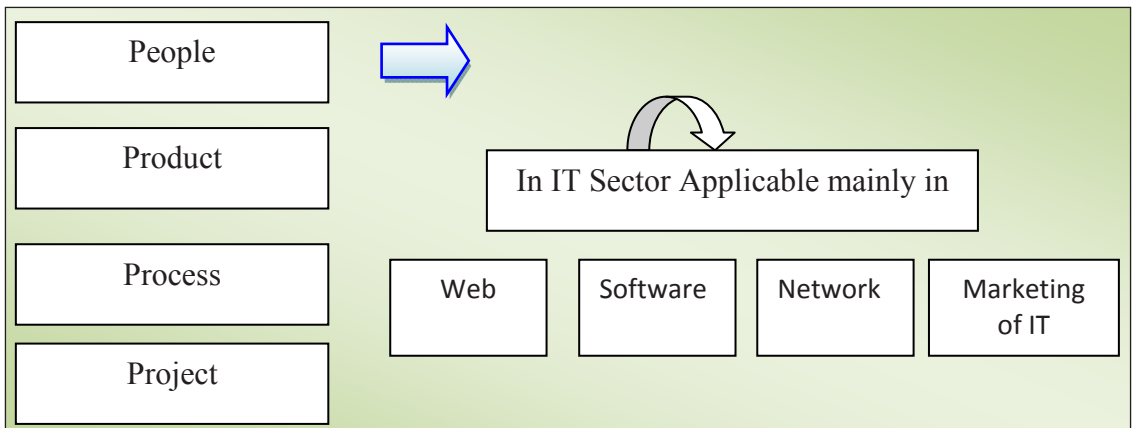 People
Product
Process
Project
In IT Sector Applicable mainly in
Web
Software
Network
Marketing
of IT